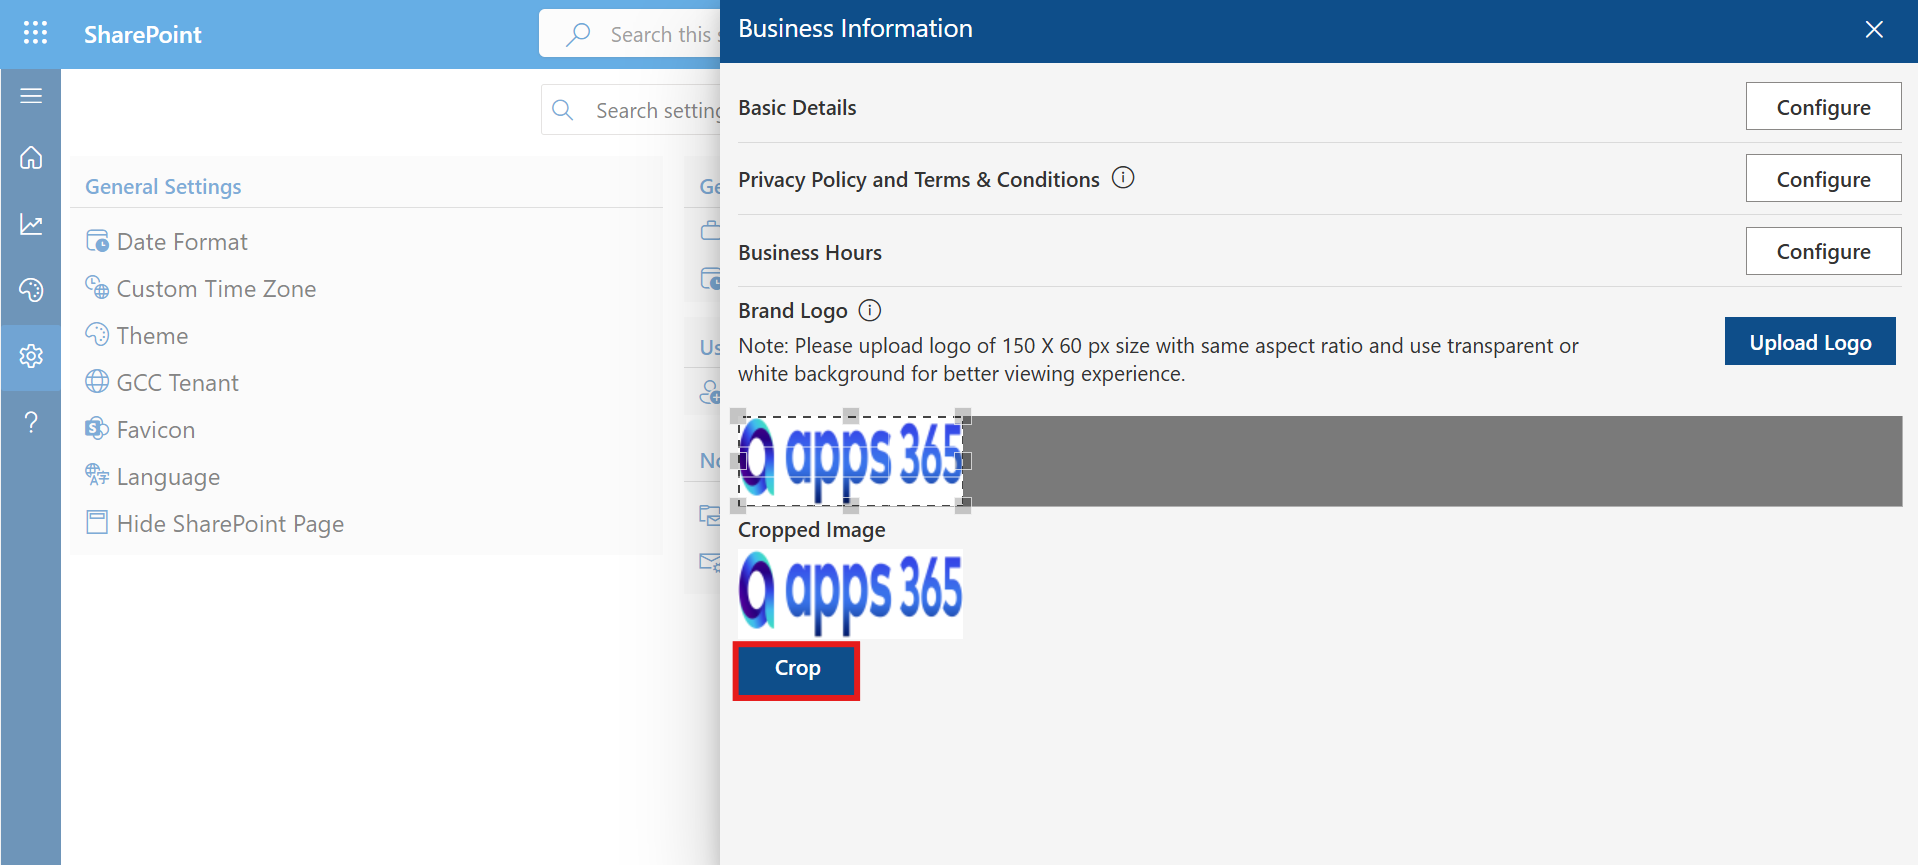 SharePoint
Search this
Search setting
General Settings
Date Format
Custom Time Zone
Theme
GCC Tenant
Favicon
Language
Hide SharePoint Page
Ge
Us
No
Business Information
Basic Details
Configure
Privacy Policy and Terms & Conditions
Configure
Business Hours
Configure
Brand Logo
Note: Please upload logo of 150 X 60 px size with same aspect ratio and use transparent or
white background for better viewing experience.
Upload Logo
apps 365
Cropped Image
apps 365
Crop